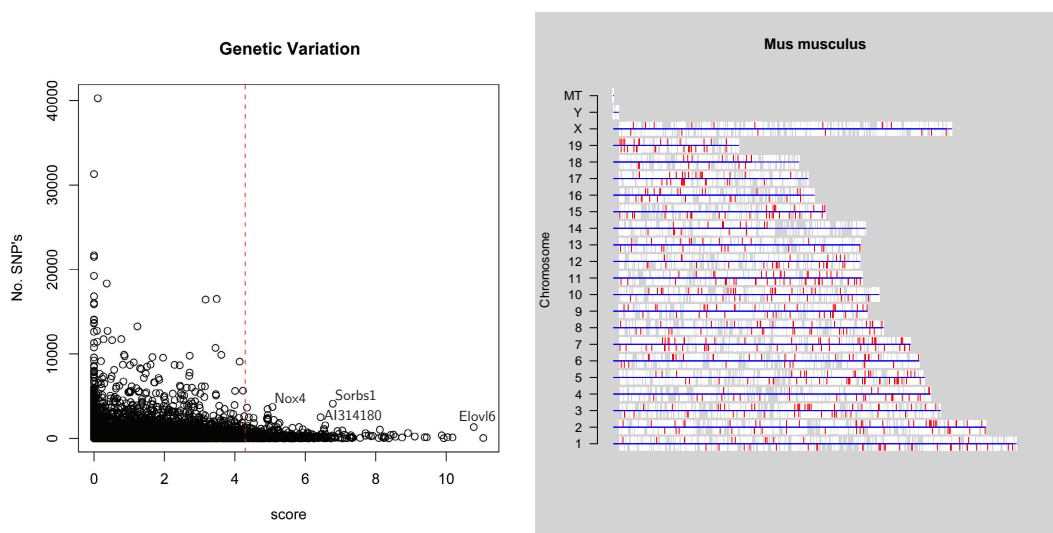 Genetic Variation
No. SNP's
40000
30000
20000
10000
0
Nox4
Sorbs1
AI314180
Elovl6
0 2 4 6 8 10
score
Mus musculus
Chromosome
MT
Y
X
19
18
17
16
15
14
13
12
11
10
9
8
7
6
5
4
3
2
1